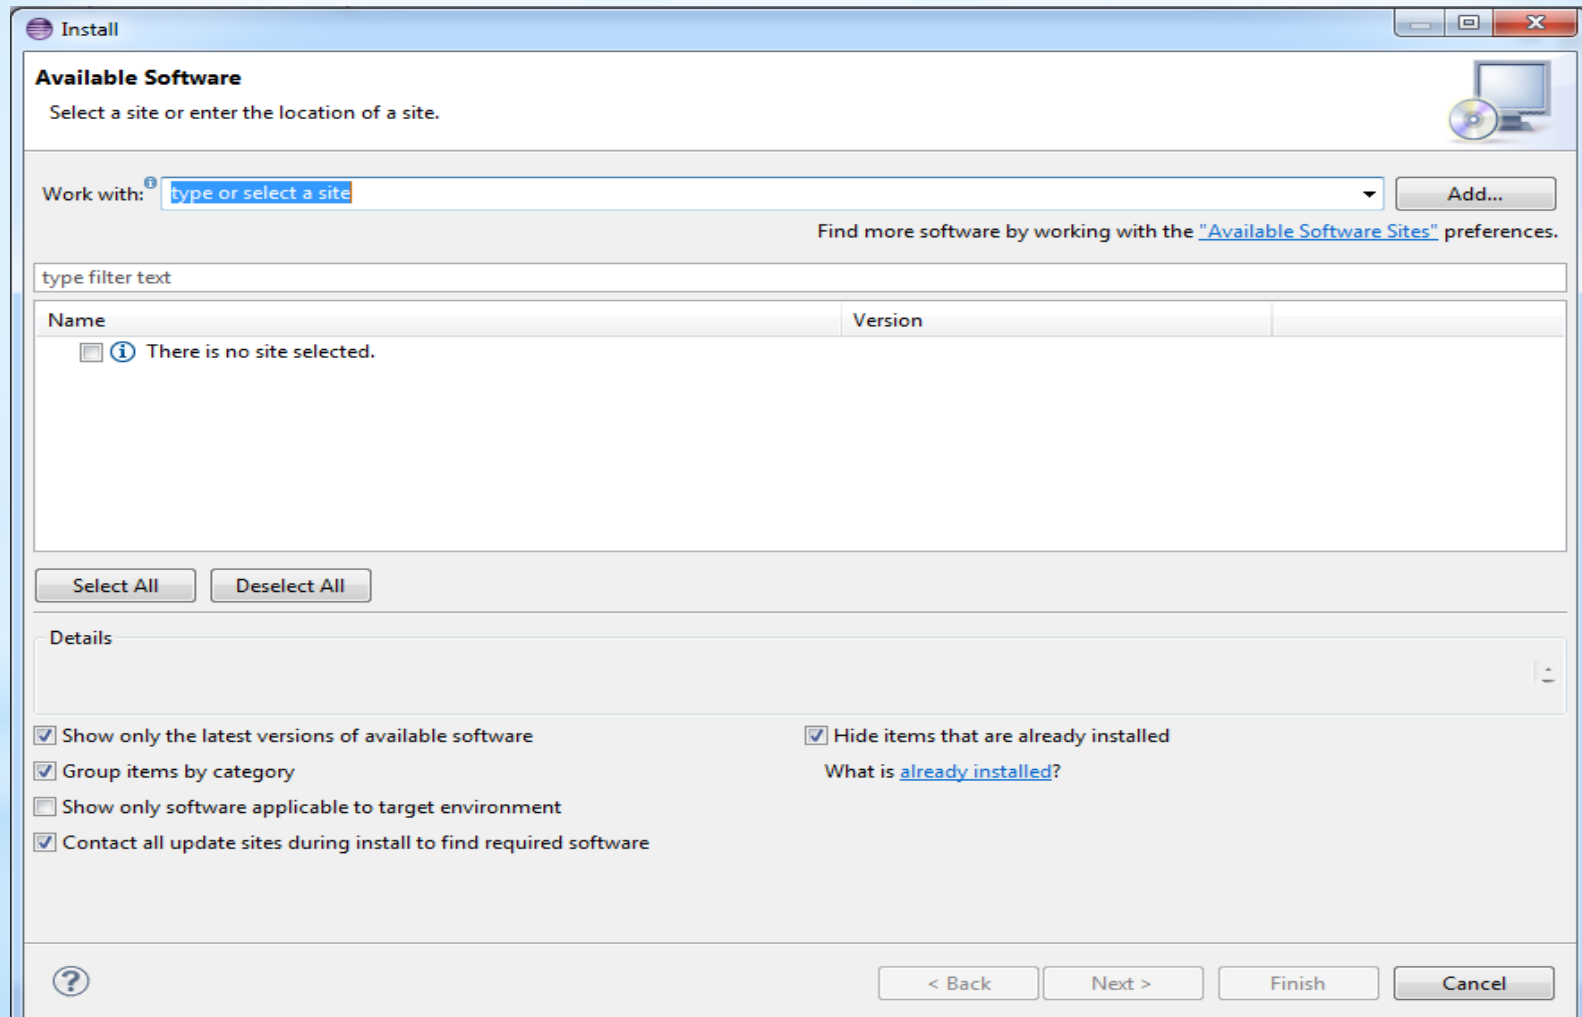 Install
Available Software
Select a site or enter the location of a site.
Work with: type or select a site Add...
Find more software by working with the "Available Software Sites" preferences.
type filter text
Name Version
There is no site selected.
Select All Deselect All
Details
Show only the latest versions of available software Hide items that are already installed
Group items by category What is already installed?
Show only software applicable to target environment
Contact all update sites during install to find required software
? < Back Next > Finish Cancel